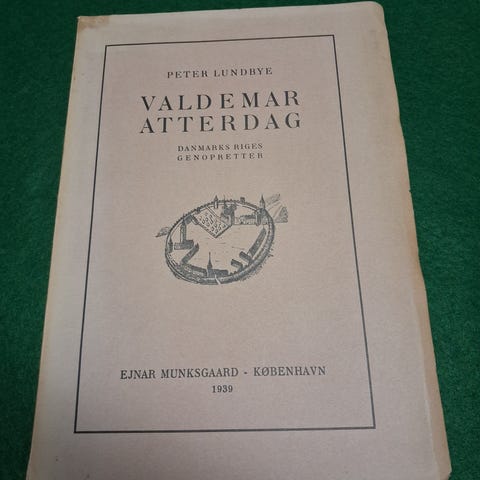 PETER LUNDBYE
VALDEMAR
ATTERDAG
DANMARKS RIGES
GENOPRETTER
EJNAR MUNKSGAARD - KØBENHAVN
1939